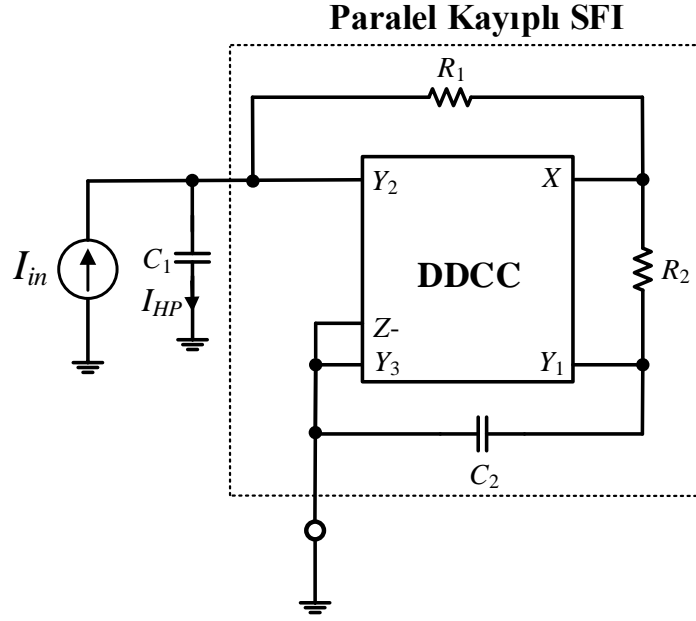 Paralel Kayıplı SFI
R1
Y2
X
Iin
C1
DDCC
R2
IHP
Z-
Y3
Y1
C2